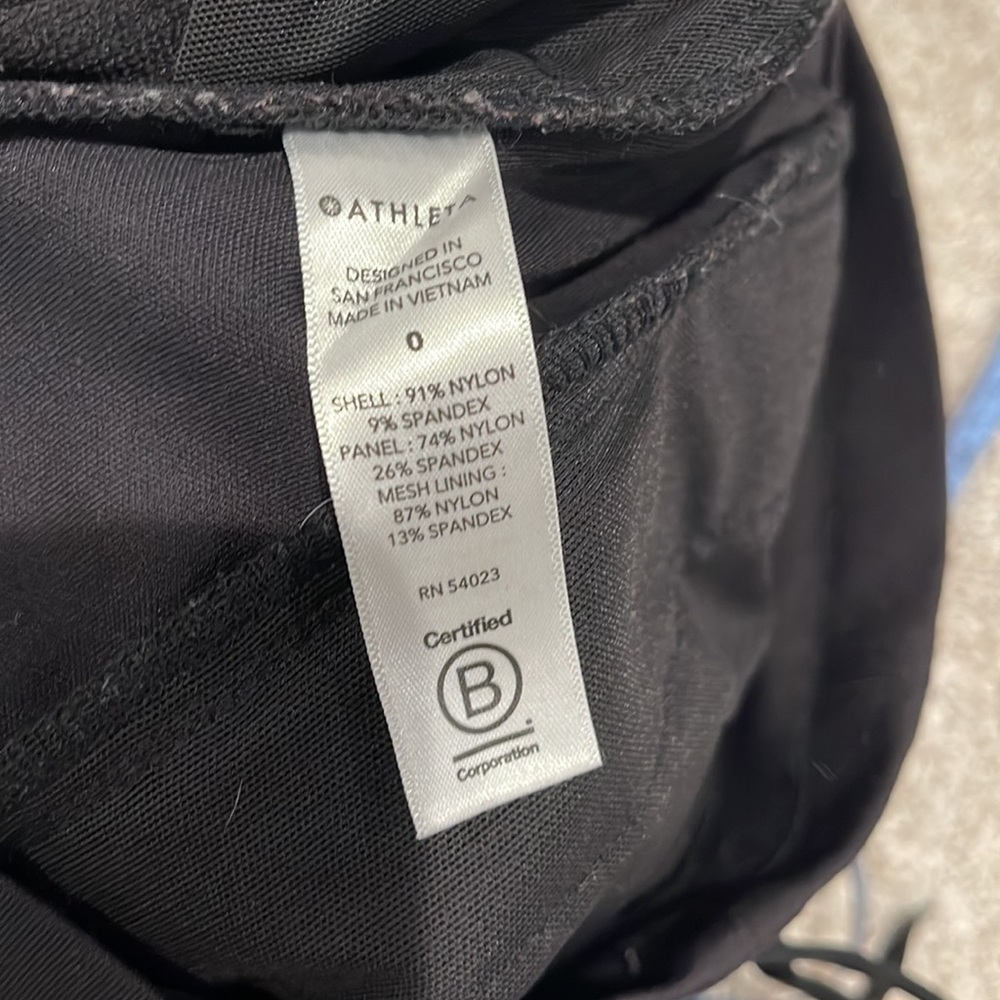 ATHLETA
DESIGNED IN
SAN FRANCISCO
MADE IN VIETNAM
0
SHELL : 91% NYLON
9% SPANDEX
PANEL : 74% NYLON
26% SPANDEX
MESH LINING :
87% NYLON
13% SPANDEX
RN 54023
Certified
B
Corporation